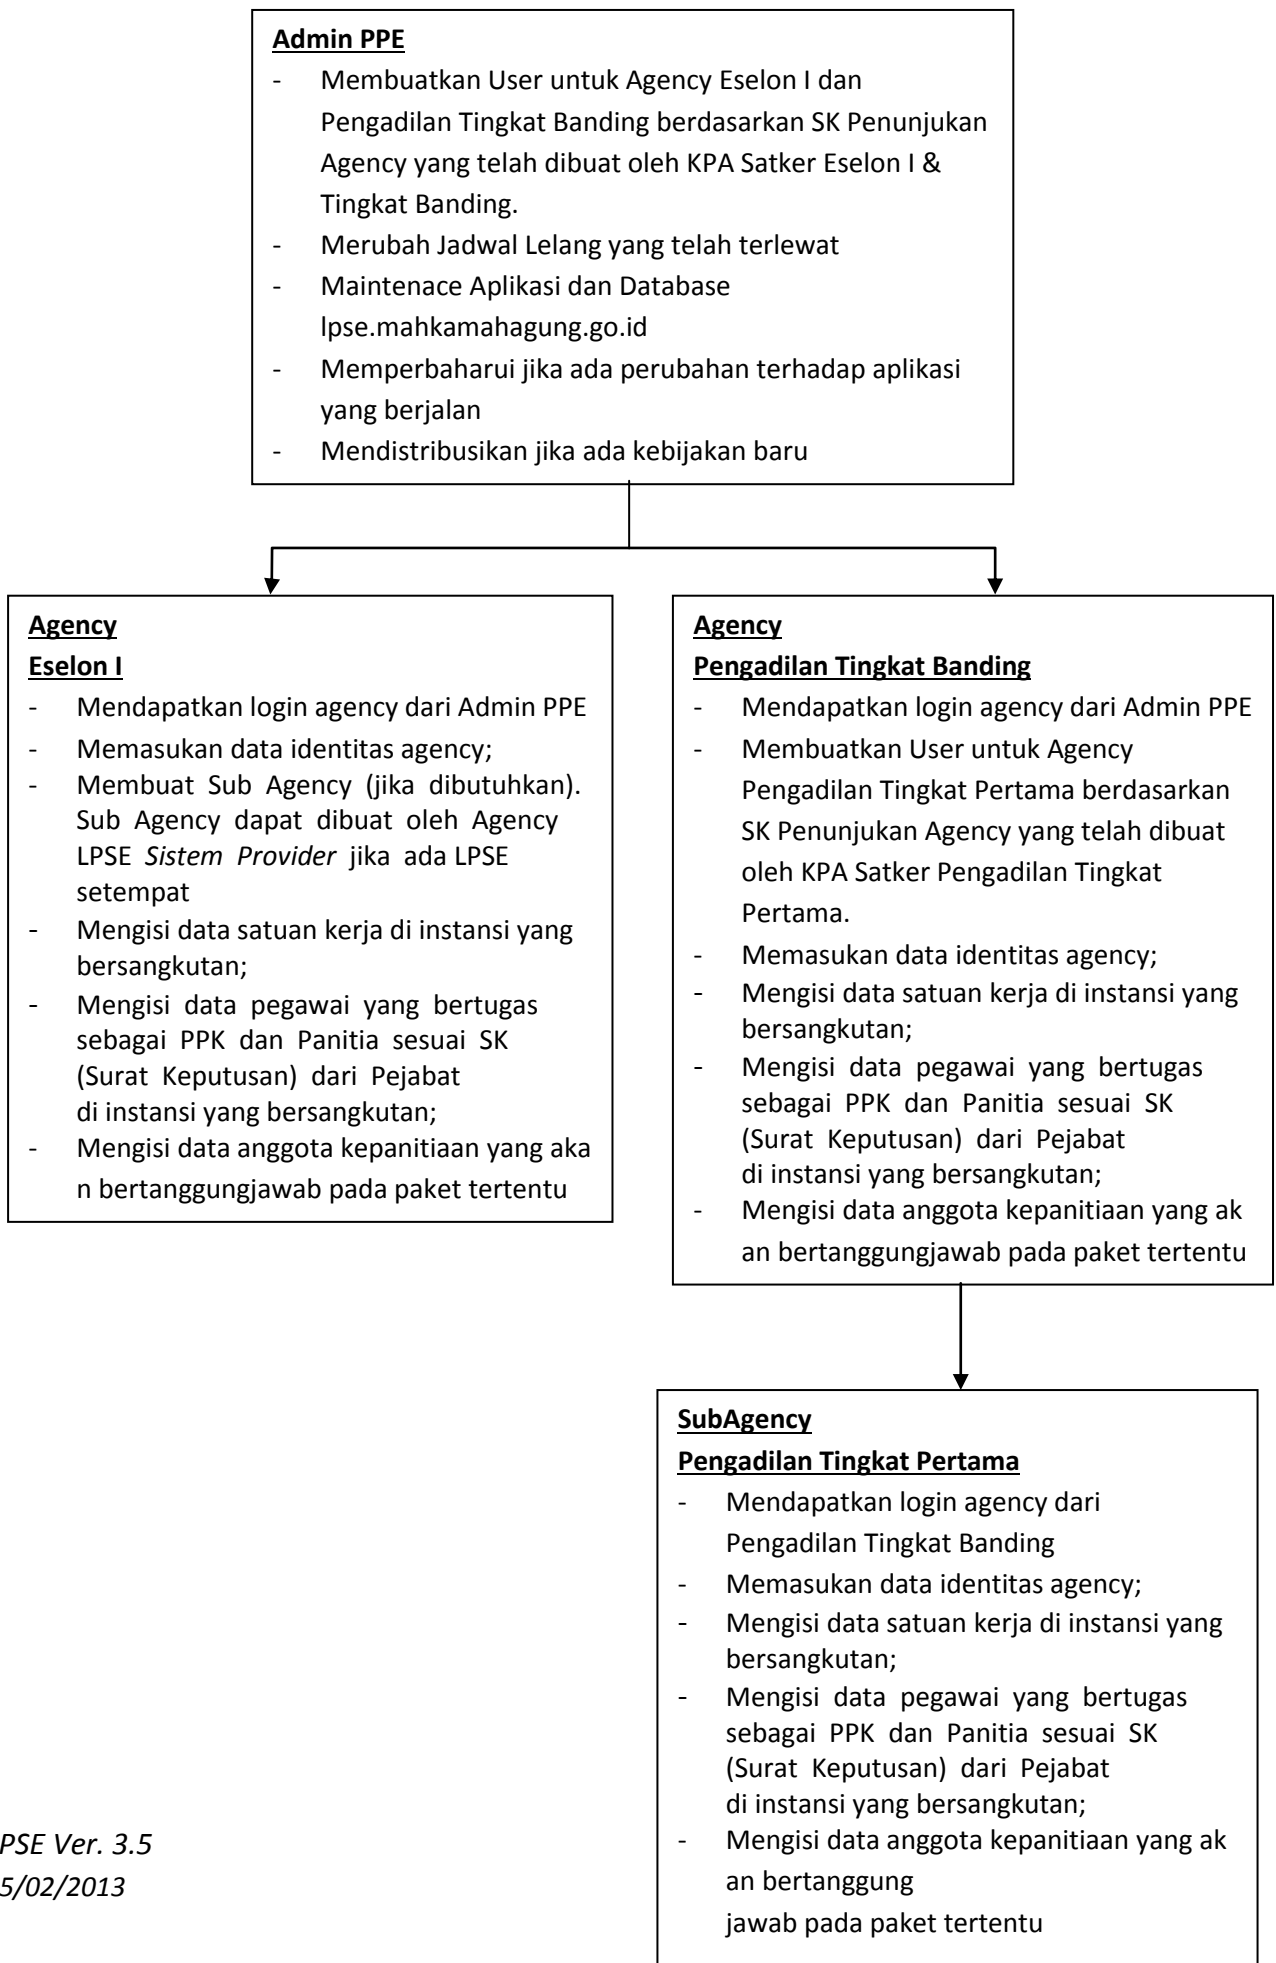 Admin PPE
- Membuatkan User untuk Agency Eselon I dan
Pengadilan Tingkat Banding berdasarkan SK Penunjukan
Agency yang telah dibuat oleh KPA Satker Eselon I &
Tingkat Banding.
- Merubah Jadwal Lelang yang telah terlewat
- Maintenace Aplikasi dan Database
lpse.mahkamahagung.go.id
- Memperbaharui jika ada perubahan terhadap aplikasi
yang berjalan
- Mendistribusikan jika ada kebijakan baru
Agency
Eselon I
- Mendapatkan login agency dari Admin PPE
- Memasukan data identitas agency;
- Membuat Sub Agency (jika dibutuhkan).
Sub Agency dapat dibuat oleh Agency
LPSE Sistem Provider jika ada LPSE
setempat
- Mengisi data satuan kerja di instansi yang
bersangkutan;
- Mengisi data pegawai yang bertugas
sebagai PPK dan Panitia sesuai SK
(Surat Keputusan) dari Pejabat
di instansi yang bersangkutan;
- Mengisi data anggota kepanitiaan yang aka
n bertanggungjawab pada paket tertentu
Agency
Pengadilan Tingkat Banding
- Mendapatkan login agency dari Admin PPE
- Membuatkan User untuk Agency
Pengadilan Tingkat Pertama berdasarkan
SK Penunjukan Agency yang telah dibuat
oleh KPA Satker Pengadilan Tingkat
Pertama.
- Memasukan data identitas agency;
- Mengisi data satuan kerja di instansi yang
bersangkutan;
- Mengisi data pegawai yang bertugas
sebagai PPK dan Panitia sesuai SK
(Surat Keputusan) dari Pejabat
di instansi yang bersangkutan;
- Mengisi data anggota kepanitiaan yang ak
an bertanggungjawab pada paket tertentu
SubAgency
Pengadilan Tingkat Pertama
- Mendapatkan login agency dari
Pengadilan Tingkat Banding
- Memasukan data identitas agency;
- Mengisi data satuan kerja di instansi yang
bersangkutan;
- Mengisi data pegawai yang bertugas
sebagai PPK dan Panitia sesuai SK
(Surat Keputusan) dari Pejabat
di instansi yang bersangkutan;
- Mengisi data anggota kepanitiaan yang ak
an bertanggung
jawab pada paket tertentu
PSE Ver. 3.5
5/02/2013